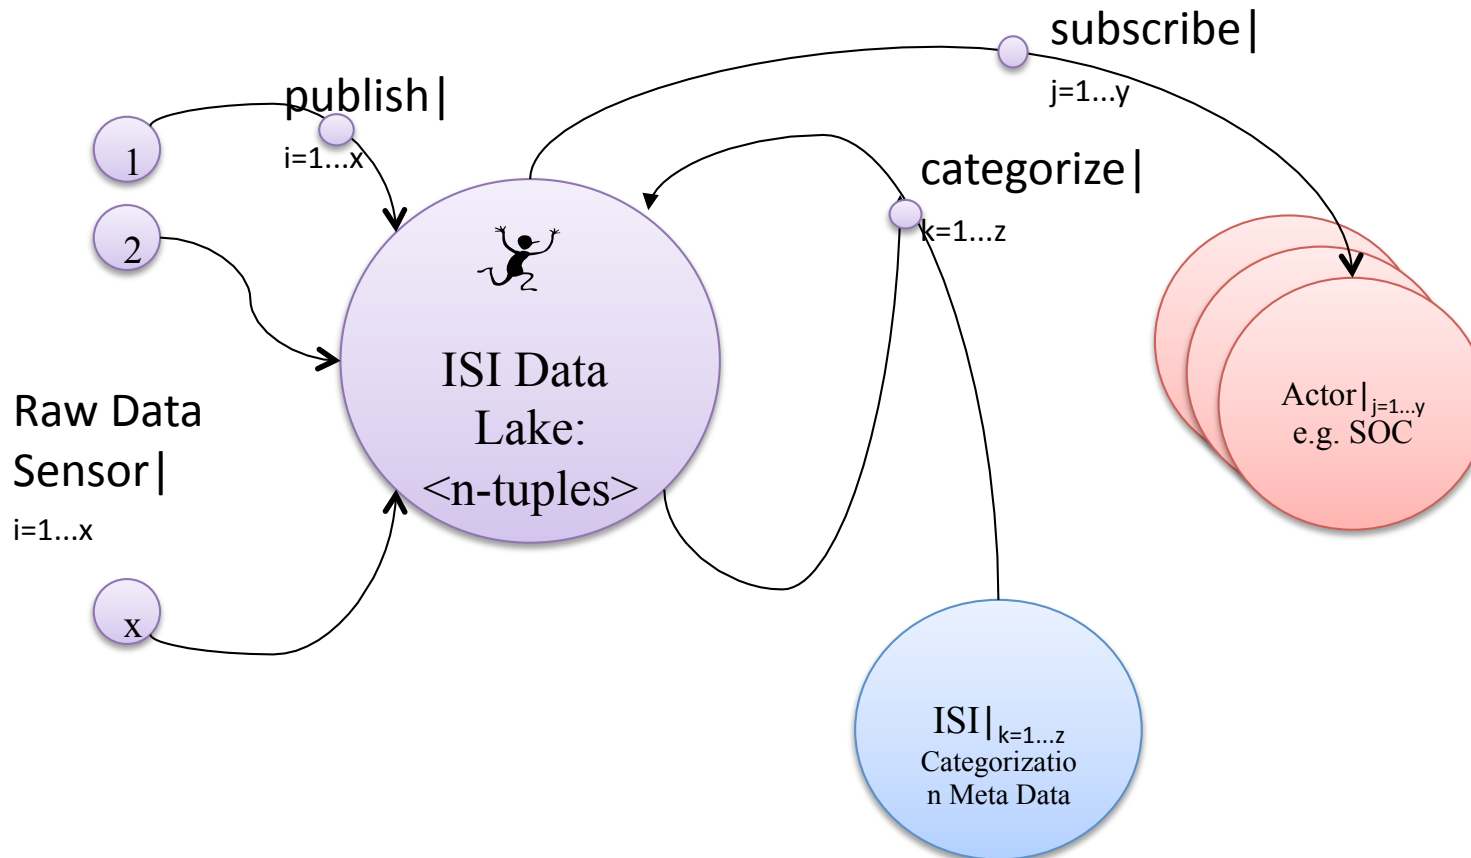 publish|
i=1...x
subscribe|
j=1...y
categorize|
k=1...z
1
2
Raw Data
Sensor|
i=1...x
x
ISI Data
Lake:
<n-tuples>
Actor|j=1...y
e.g. SOC
ISI|k=1...z
Categorizatio
n Meta Data